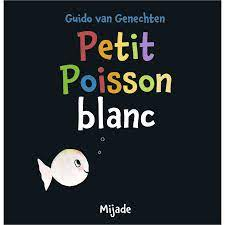 Guido van Genechten
Petit
Poisson
blanc
Mijade